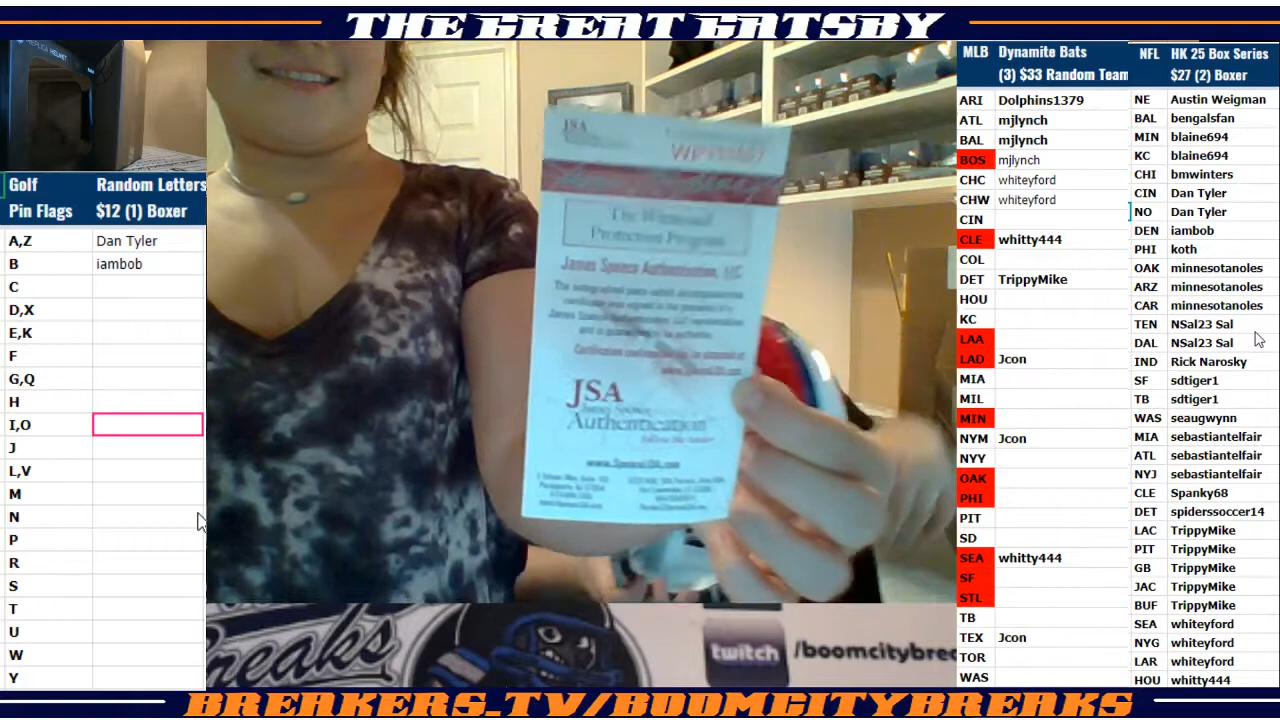 THE GREAT GATSBY
Golf Random Letters
Pin Flags $12 (1) Boxer
A,Z Dan Tyler
B iambob
C
D,X
E,K
F
G,Q
H
I,O
J
L,V
M
N
P
R
S
T
U
W
Y
JSA
The Witnessed
Protection Program
James Spence Authentication, LLC
JSA
James Spence
Authentication
www.SpenceLOA.com
reaks
twitch /boomcitybrea
MLB Dynamite Bats
(3) $33 Random Team
ARI Dolphins1379
ATL mjlynch
BAL mjlynch
BOS mjlynch
CHC whiteyford
CHW whiteyford
CIN
CLE whitty444
COL
DET TrippyMike
HOU
KC
LAA
LAD Jcon
MIA
MIL
MIN
NYM Jcon
NYY
OAK
PHI
PIT
SD
SEA whitty444
SF
STL
TB
TEX Jcon
TOR
WAS
NFL HK 25 Box Series
$27 (2) Boxer
NE Austin Weigman
BAL bengalsfan
MIN blaine694
KC blaine694
CHI bmwinters
CIN Dan Tyler
NO Dan Tyler
DEN iambob
PHI koth
OAK minnesotanoles
ARZ minnesotanoles
CAR minnesotanoles
TEN NSal23 Sal
DAL NSal23 Sal
IND Rick Narosky
SF sdtiger1
TB sdtiger1
WAS seaugwynn
MIA sebastiantelfair
ATL sebastiantelfair
NYJ sebastiantelfair
CLE Spanky68
DET spiderssoccer14
LAC TrippyMike
PIT TrippyMike
GB TrippyMike
JAC TrippyMike
BUF TrippyMike
SEA whiteyford
NYG whiteyford
LAR whiteyford
HOU whitty444
BREAKERS.TV/BOOMCITYBREAKS